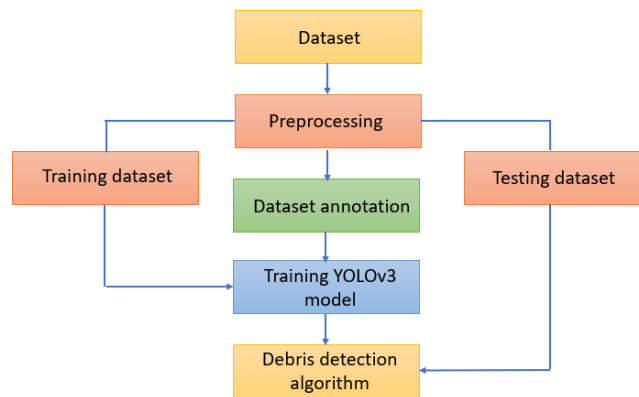 Dataset
Preprocessing
Training dataset
Testing dataset
Dataset annotation
Training YOLOv3
model
Debris detection
algorithm